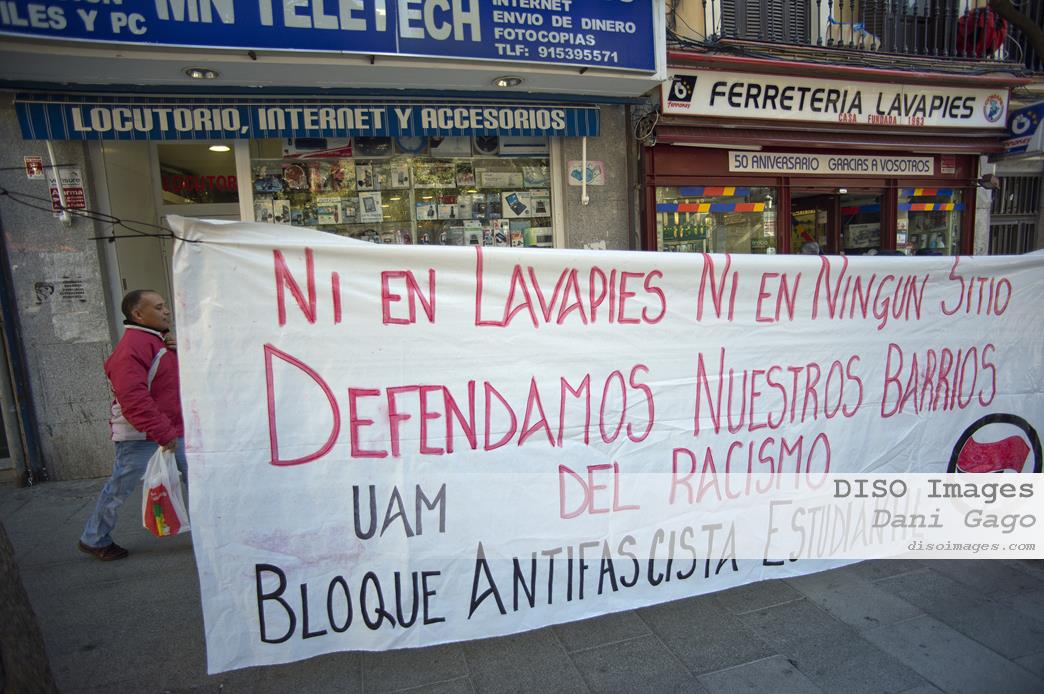 MN TELETECH
ILES Y PC
INTERNET
ENVIO DE DINERO
FOTOCOPIAS
TLF: 915395571
LOCUTORIO, INTERNET Y ACCESORIOS
LOCUTOR
FERRETERIA LAVAPIES
CASA FUNDADA 1963
50 ANIVERSARIO GRACIAS A VOSOTROS
NI EN LAVAPIES NI EN NINGUN SITIO
DEFENDAMOS NUESTROS BARRIOS
DEL RACISMO
UAM
BLOQUE ANTIFASCISTA ESTUDIANTIL
DISO Images
Dani Gago
disoimages.com